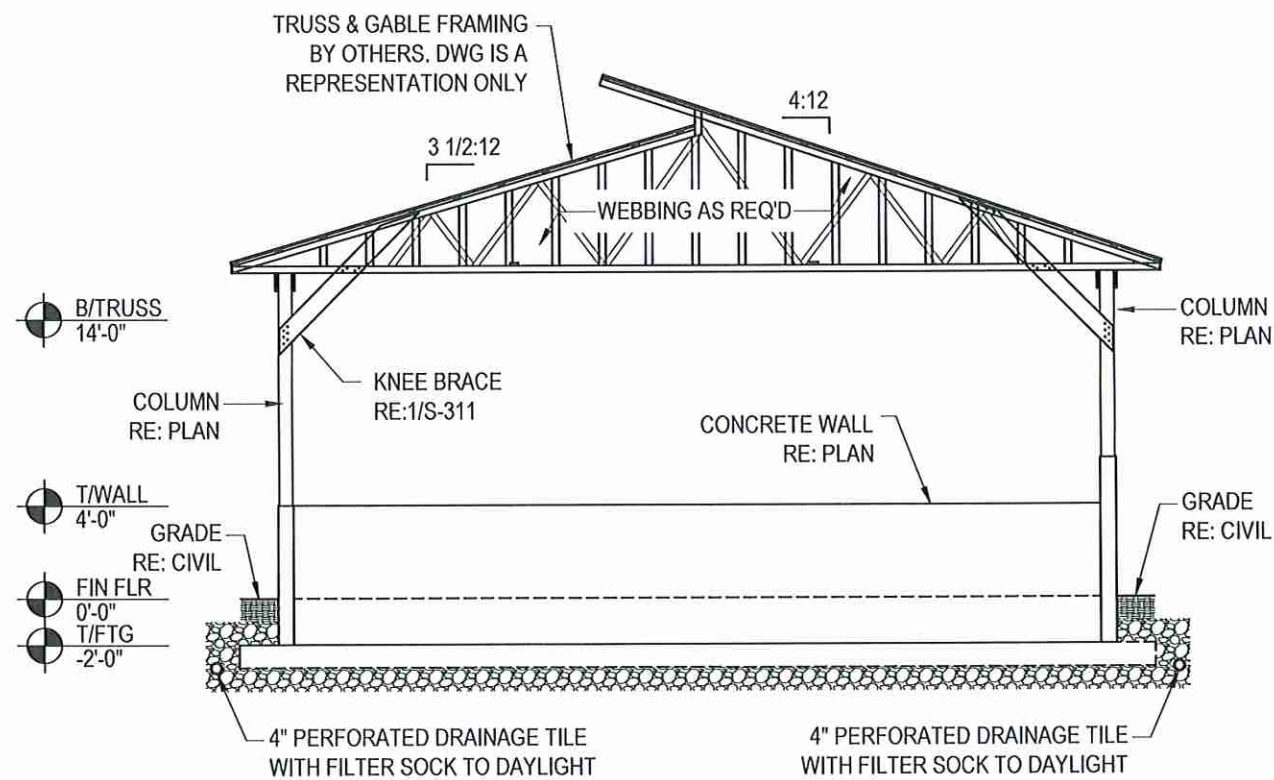 TRUSS & GABLE FRAMING
BY OTHERS. DWG IS A
REPRESENTATION ONLY
4:12
3 1/2:12
WEBBING AS REQ'D
B/TRUSS
14'-0"
COLUMN
RE: PLAN
KNEE BRACE
RE:1/S-311
COLUMN
RE: PLAN
CONCRETE WALL
RE: PLAN
T/WALL
4'-0"
GRADE
RE: CIVIL
GRADE
RE: CIVIL
FIN FLR
0'-0"
T/FTG
-2'-0"
4" PERFORATED DRAINAGE TILE
WITH FILTER SOCK TO DAYLIGHT
4" PERFORATED DRAINAGE TILE
WITH FILTER SOCK TO DAYLIGHT